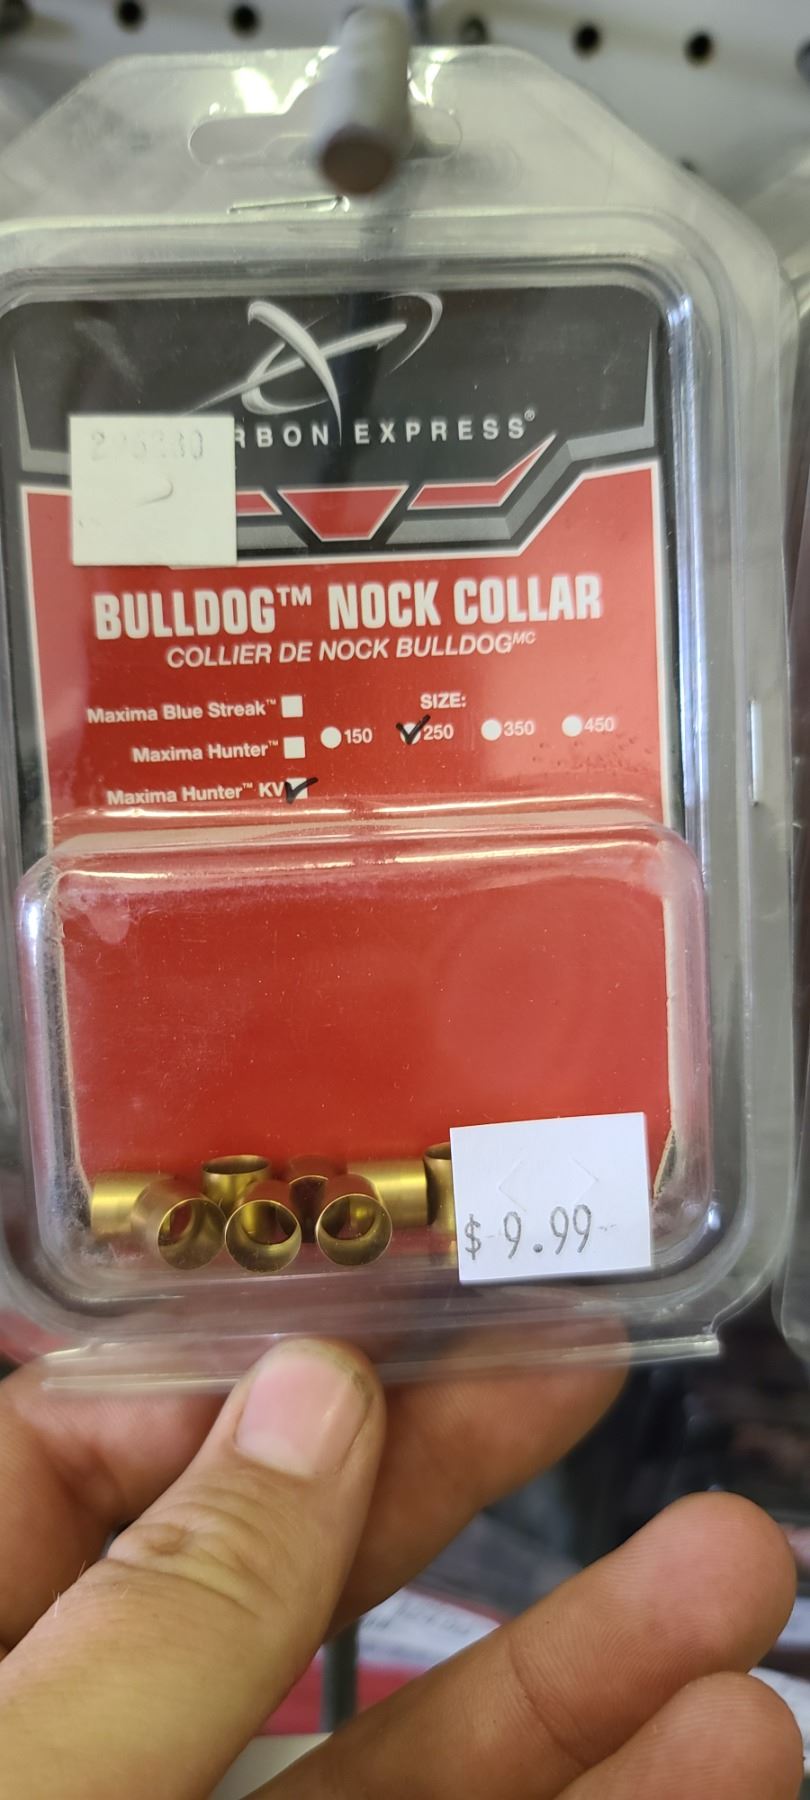 RBON EXPRESS®
BULLDOG™ NOCK COLLAR
COLLIER DE NOCK BULLDOGᴹᶜ
Maxima Blue Streak™
Maxima Hunter™
Maxima Hunter™ KV
SIZE:
150 250 350 450
$ 9.99